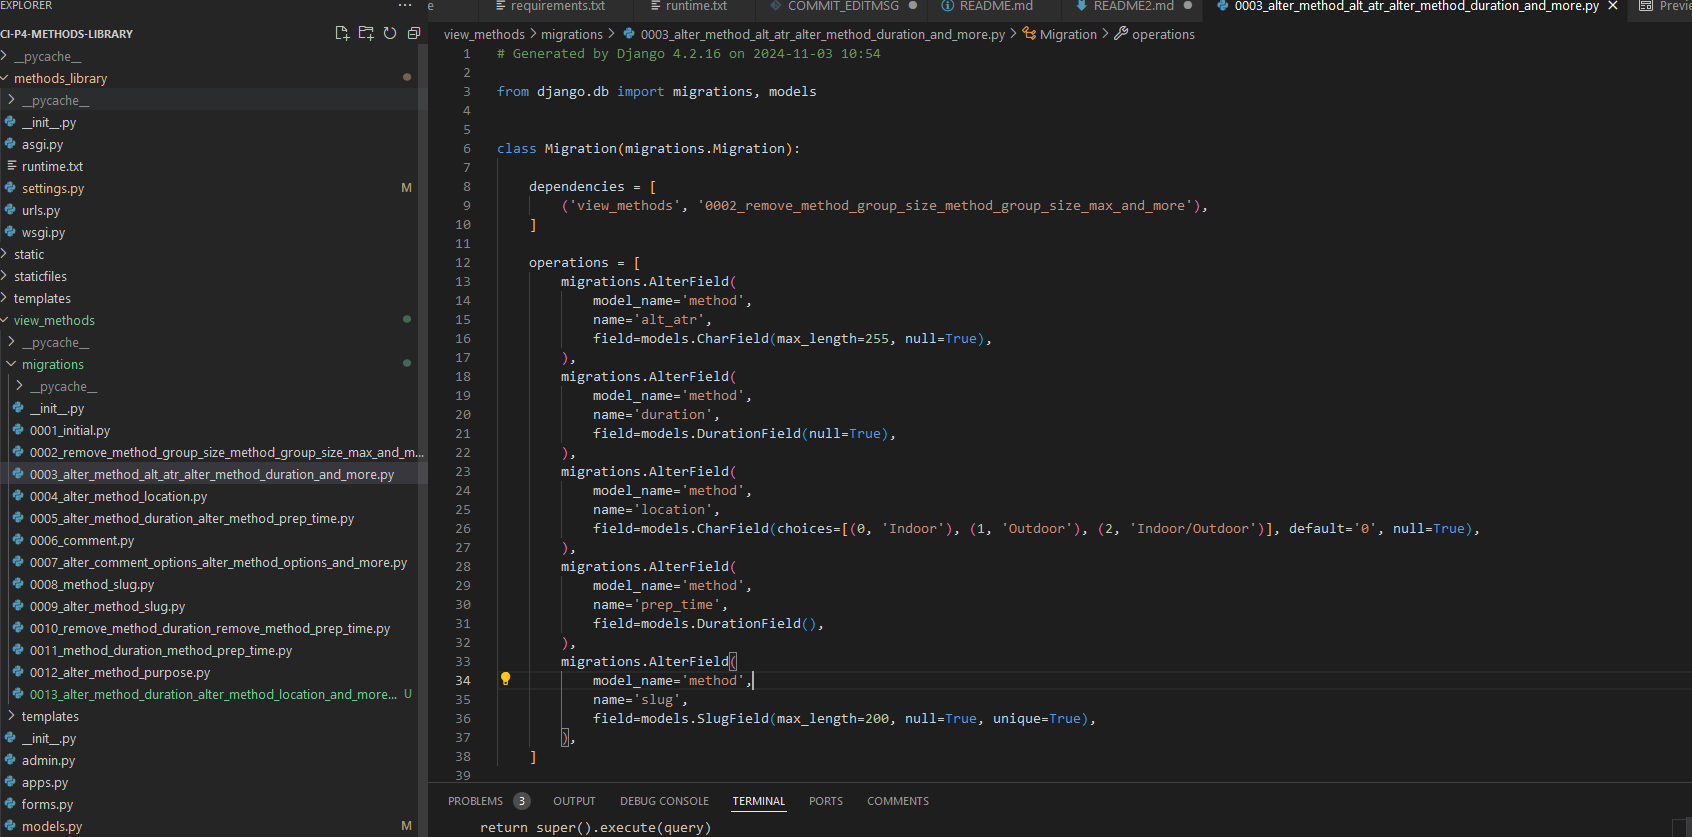 EXPLORER
CI-P4-METHODS-LIBRARY
__pycache__
methods_library
__pycache__
__init__.py
asgi.py
runtime.txt
settings.py M
urls.py
wsgi.py
static
staticfiles
templates
view_methods
__pycache__
migrations
__pycache__
__init__.py
0001_initial.py
0002_remove_method_group_size_method_group_size_max_and_m...
0003_alter_method_alt_atr_alter_method_duration_and_more.py
0004_alter_method_location.py
0005_alter_method_duration_alter_method_prep_time.py
0006_comment.py
0007_alter_comment_options_alter_method_options_and_more.py
0008_method_slug.py
0009_alter_method_slug.py
0010_remove_method_duration_remove_method_prep_time.py
0011_method_duration_method_prep_time.py
0012_alter_method_purpose.py
0013_alter_method_duration_alter_method_location_and_more... U
templates
__init__.py
admin.py
apps.py
forms.py
models.py M
requirements.txt runtime.txt COMMIT_EDITMSG README.md README2.md 0003_alter_method_alt_atr_alter_method_duration_and_more.py Previe
view_methods > migrations > 0003_alter_method_alt_atr_alter_method_duration_and_more.py > Migration > operations
1 # Generated by Django 4.2.16 on 2024-11-03 10:54
2
3 from django.db import migrations, models
4
5
6 class Migration(migrations.Migration):
7
8 dependencies = [
9 ('view_methods', '0002_remove_method_group_size_method_group_size_max_and_more'),
10 ]
11
12 operations = [
13 migrations.AlterField(
14 model_name='method',
15 name='alt_atr',
16 field=models.CharField(max_length=255, null=True),
17 ),
18 migrations.AlterField(
19 model_name='method',
20 name='duration',
21 field=models.DurationField(null=True),
22 ),
23 migrations.AlterField(
24 model_name='method',
25 name='location',
26 field=models.CharField(choices=[(0, 'Indoor'), (1, 'Outdoor'), (2, 'Indoor/Outdoor')], default='0', null=True),
27 ),
28 migrations.AlterField(
29 model_name='method',
30 name='prep_time',
31 field=models.DurationField(),
32 ),
33 migrations.AlterField(
34 model_name='method',
35 name='slug',
36 field=models.SlugField(max_length=200, null=True, unique=True),
37 ),
38 ]
39
PROBLEMS 3 OUTPUT DEBUG CONSOLE TERMINAL PORTS COMMENTS
return super().execute(query)